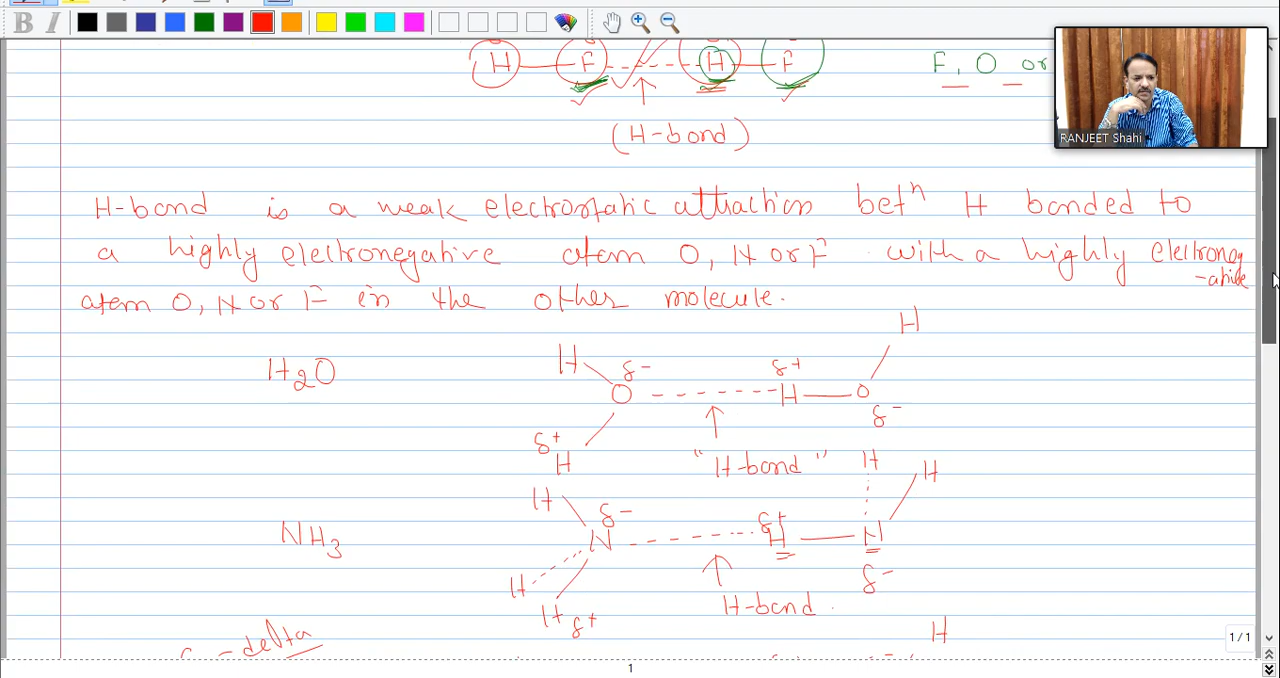 B I
H — F - - - H — F
F, O or
(H-bond)
RANJEET Shahi
H-bond is a weak electrostatic attraction betⁿ H bonded to
a highly electronegative atom O, N or F with a highly electroneg
-ative
atom O, N or F in the other molecule.
H
H₂O
H δ- δ+
O - - - - - - H — O
δ-
δ+
H
"H-bond"
H
H
H
NH₃
δ- δ+
N - - - - - - H — N
δ-
H
H δ+
H-bond
H
- delta
1/1
1